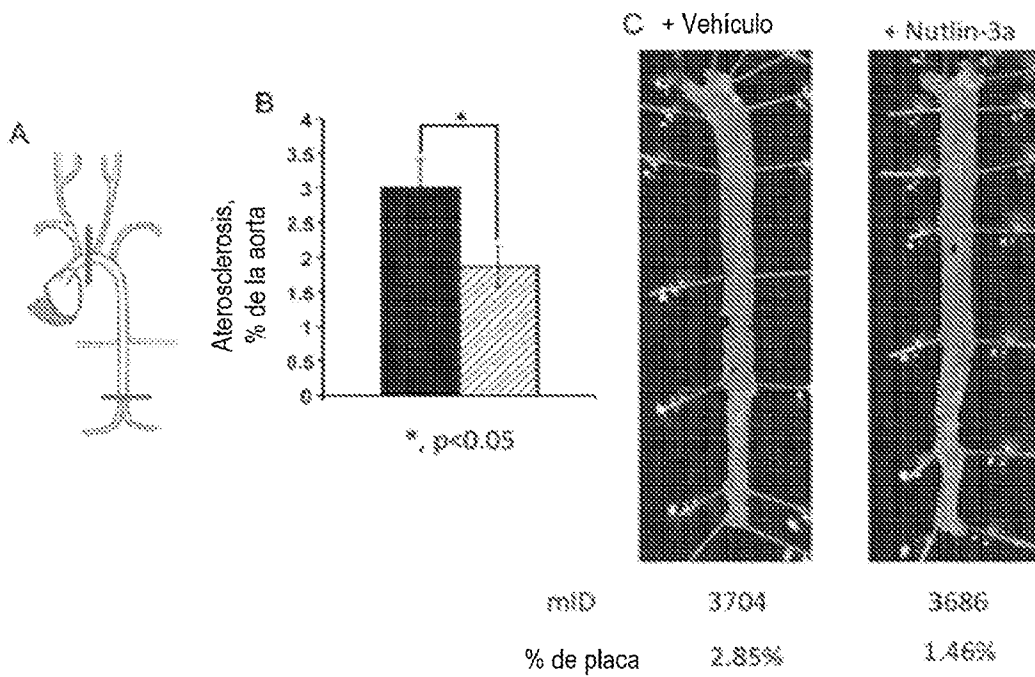 A
B
Aterosclerosis,
% de la aorta
4
3.5
3
2.5
2
1.5
1
0.5
0
*
*, p<0.05
C + Vehículo
+ Nutlin-3a
mID 3704 3686
% de placa 2.85% 1.46%